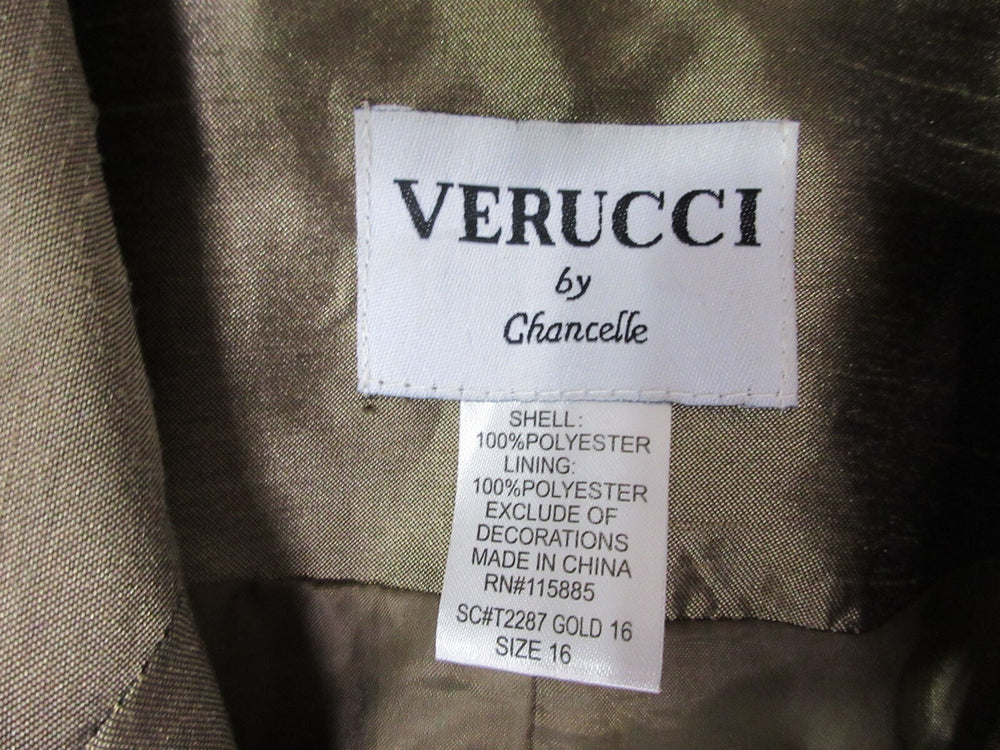 VERUCCI
by
Chancelle
SHELL:
100%POLYESTER
LINING:
100%POLYESTER
EXCLUDE OF
DECORATIONS
MADE IN CHINA
RN#115885
SC#T2287 GOLD 16
SIZE 16